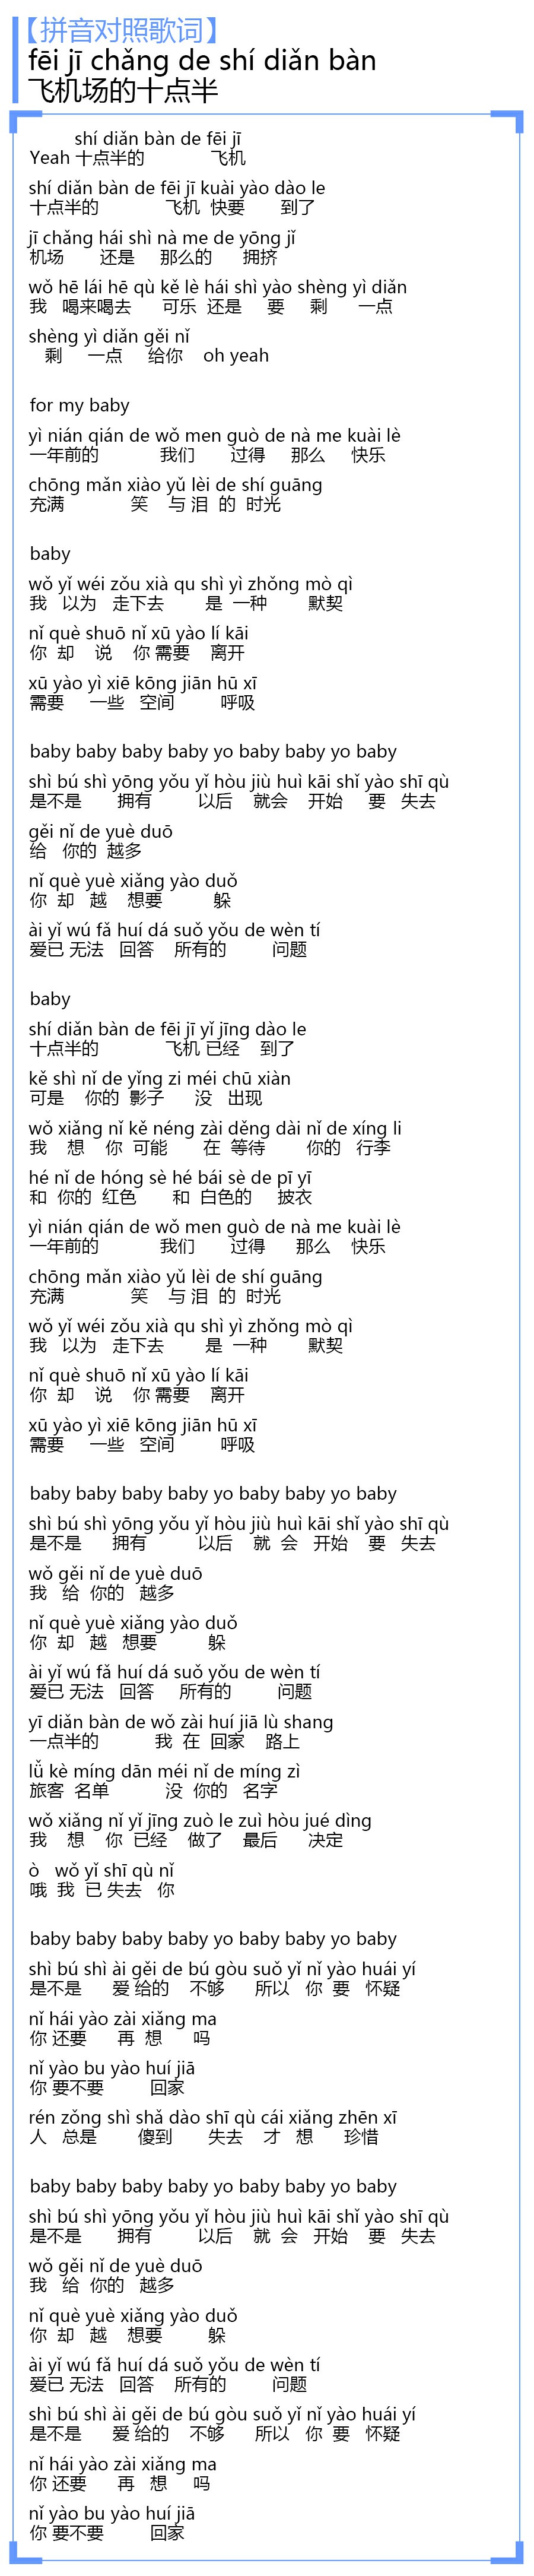 【拼音对照歌词】
fēi jī chǎng de shí diǎn bàn
飞机场的十点半
shí diǎn bàn de fēi jī
Yeah 十点半的 飞机
shí diǎn bàn de fēi jī kuài yào dào le
十点半的 飞机 快要 到了
jī chǎng hái shì nà me de yōng jǐ
机场 还是 那么的 拥挤
wǒ hē lái hē qù kě lè hái shì yào shèng yì diǎn
我 喝来喝去 可乐 还是 要 剩 一点
shèng yì diǎn gěi nǐ
剩 一点 给你 oh yeah
for my baby
yì nián qián de wǒ men guò de nà me kuài lè
一年前的 我们 过得 那么 快乐
chōng mǎn xiào yǔ lèi de shí guāng
充满 笑 与 泪 的 时光
baby
wǒ yǐ wéi zǒu xià qu shì yì zhǒng mò qì
我 以为 走下去 是 一种 默契
nǐ què shuō nǐ xū yào lí kāi
你 却 说 你 需要 离开
xū yào yì xiē kōng jiān hū xī
需要 一些 空间 呼吸
baby baby baby baby yo baby baby yo baby
shì bú shì yōng yǒu yǐ hòu jiù huì kāi shǐ yào shī qù
是不是 拥有 以后 就会 开始 要 失去
gěi nǐ de yuè duō
给 你的 越多
nǐ què yuè xiǎng yào duǒ
你 却 越 想要 躲
ài yǐ wú fǎ huí dá suǒ yǒu de wèn tí
爱已 无法 回答 所有的 问题
baby
shí diǎn bàn de fēi jī yǐ jīng dào le
十点半的 飞机 已经 到了
kě shì nǐ de yǐng zi méi chū xiàn
可是 你的 影子 没 出现
wǒ xiǎng nǐ kě néng zài děng dài nǐ de xíng li
我 想 你 可能 在 等待 你的 行李
hé nǐ de hóng sè hé bái sè de pī yī
和 你的 红色 和 白色的 披衣
yì nián qián de wǒ men guò de nà me kuài lè
一年前的 我们 过得 那么 快乐
chōng mǎn xiào yǔ lèi de shí guāng
充满 笑 与 泪 的 时光
wǒ yǐ wéi zǒu xià qu shì yì zhǒng mò qì
我 以为 走下去 是 一种 默契
nǐ què shuō nǐ xū yào lí kāi
你 却 说 你 需要 离开
xū yào yì xiē kōng jiān hū xī
需要 一些 空间 呼吸
baby baby baby baby yo baby baby yo baby
shì bú shì yōng yǒu yǐ hòu jiù huì kāi shǐ yào shī qù
是不是 拥有 以后 就 会 开始 要 失去
wǒ gěi nǐ de yuè duō
我 给 你的 越多
nǐ què yuè xiǎng yào duǒ
你 却 越 想要 躲
ài yǐ wú fǎ huí dá suǒ yǒu de wèn tí
爱已 无法 回答 所有的 问题
yī diǎn bàn de wǒ zài huí jiā lù shang
一点半的 我 在 回家 路上
lǚ kè míng dān méi nǐ de míng zì
旅客 名单 没 你的 名字
wǒ xiǎng nǐ yǐ jīng zuò le zuì hòu jué dìng
我 想 你 已经 做了 最后 决定
ò wǒ yǐ shī qù nǐ
哦 我 已 失去 你
baby baby baby baby yo baby baby yo baby
shì bú shì ài gěi de bú gòu suǒ yǐ nǐ yào huái yí
是不是 爱 给的 不够 所以 你 要 怀疑
nǐ hái yào zài xiǎng ma
你 还要 再 想 吗
nǐ yào bu yào huí jiā
你 要不要 回家
rén zǒng shì shǎ dào shī qù cái xiǎng zhēn xī
人 总是 傻到 失去 才 想 珍惜
baby baby baby baby yo baby baby yo baby
shì bú shì yōng yǒu yǐ hòu jiù huì kāi shǐ yào shī qù
是不是 拥有 以后 就 会 开始 要 失去
wǒ gěi nǐ de yuè duō
我 给 你的 越多
nǐ què yuè xiǎng yào duǒ
你 却 越 想要 躲
ài yǐ wú fǎ huí dá suǒ yǒu de wèn tí
爱已 无法 回答 所有的 问题
shì bú shì ài gěi de bú gòu suǒ yǐ nǐ yào huái yí
是不是 爱 给的 不够 所以 你 要 怀疑
nǐ hái yào zài xiǎng ma
你 还要 再 想 吗
nǐ yào bu yào huí jiā
你 要不要 回家